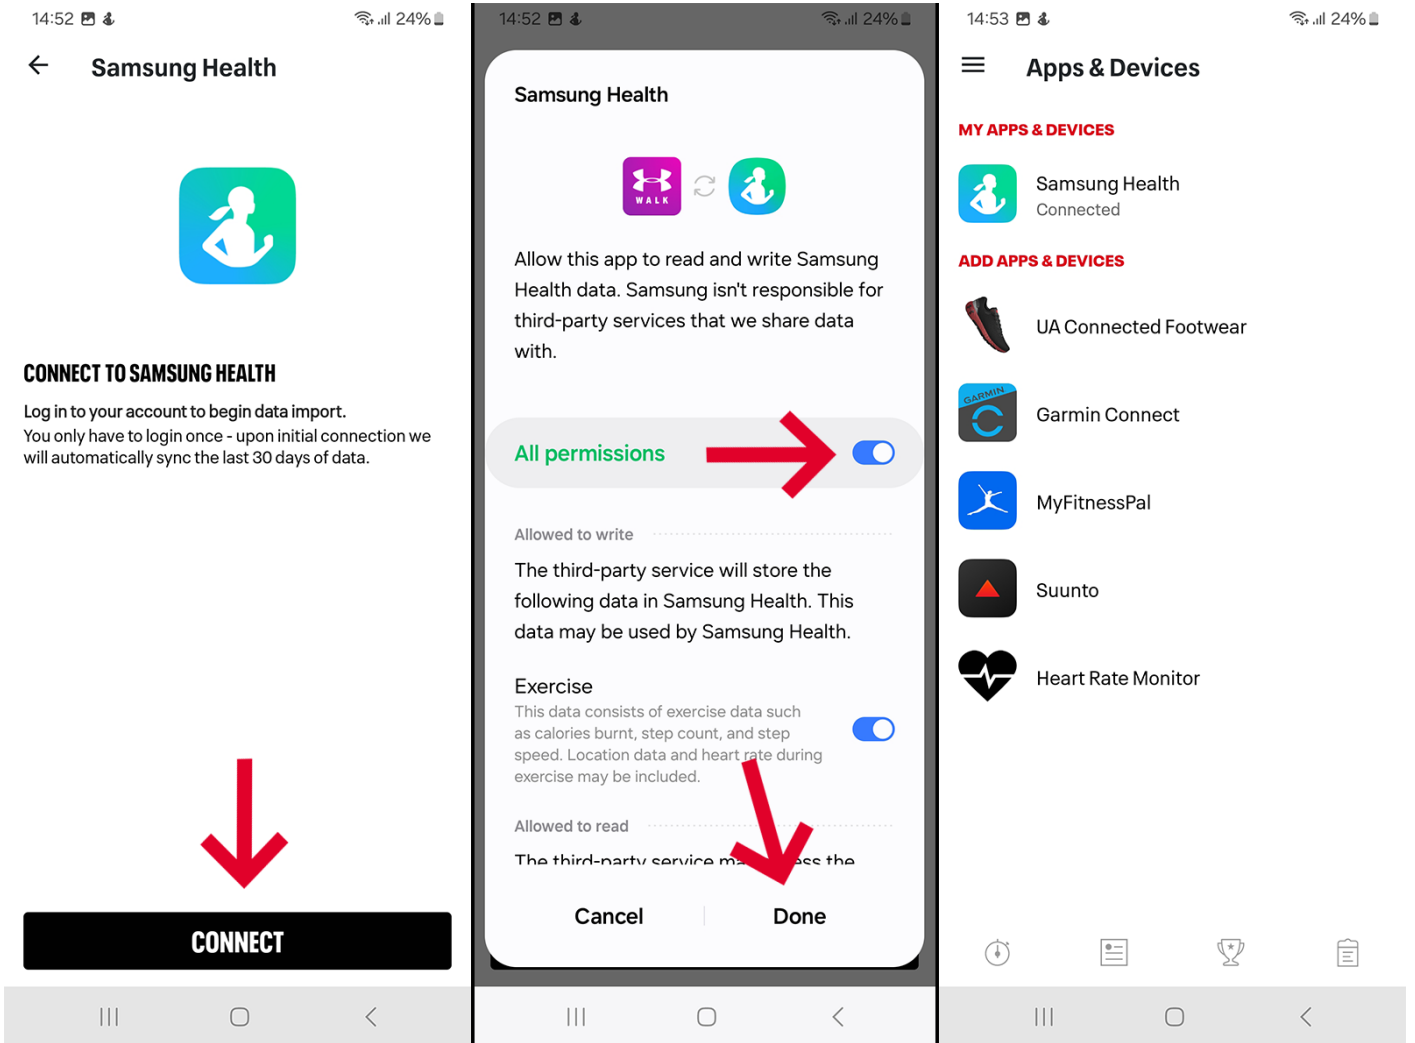 14:52
24%
Samsung Health
CONNECT TO SAMSUNG HEALTH
Log in to your account to begin data import.
You only have to login once - upon initial connection we
will automatically sync the last 30 days of data.
CONNECT
14:52
24%
Samsung Health
WALK
Allow this app to read and write Samsung
Health data. Samsung isn't responsible for
third-party services that we share data
with.
All permissions
Allowed to write
The third-party service will store the
following data in Samsung Health. This
data may be used by Samsung Health.
Exercise
This data consists of exercise data such
as calories burnt, step count, and step
speed. Location data and heart rate during
exercise may be included.
Allowed to read
The third-party service the
Cancel
Done
14:53
24%
Apps & Devices
MY APPS & DEVICES
Samsung Health
Connected
ADD APPS & DEVICES
UA Connected Footwear
GARMIN
Garmin Connect
MyFitnessPal
Suunto
Heart Rate Monitor